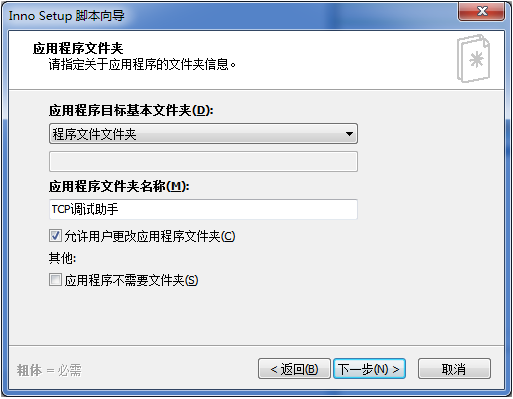 Inno Setup 脚本向导
应用程序文件夹
请指定关于应用程序的文件夹信息。
应用程序目标基本文件夹(D):
程序文件文件夹
应用程序文件夹名称(M):
TCP调试助手
允许用户更改应用程序文件夹(C)
其他:
应用程序不需要文件夹(S)
粗体 = 必需
< 返回(B)
下一步(N) >
取消